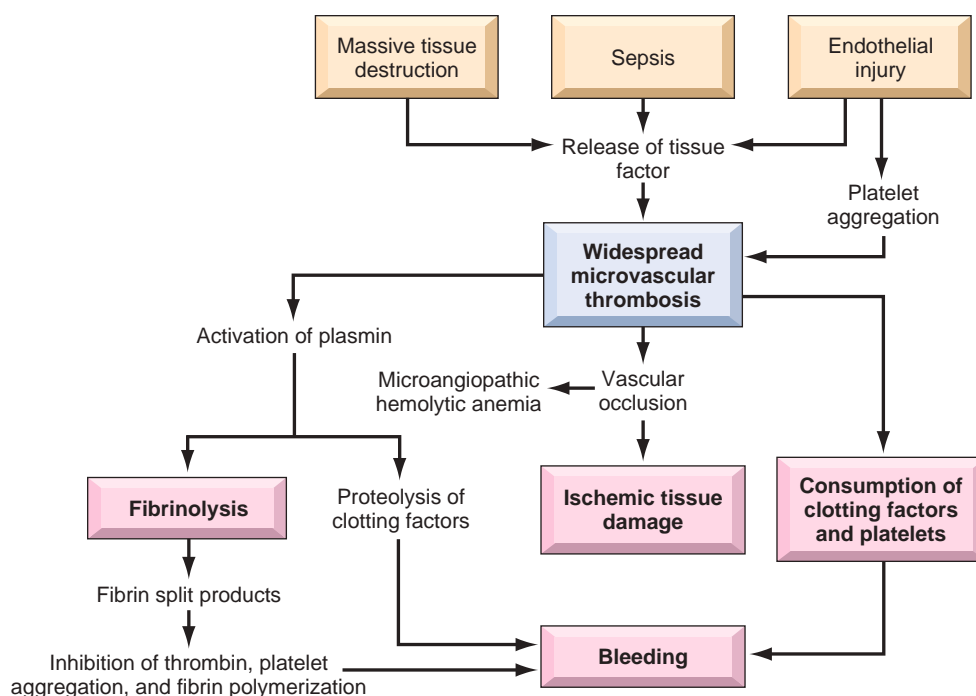 Massive tissue
destruction
Sepsis
Endothelial
injury
Release of tissue
factor
Platelet
aggregation
Widespread
microvascular
thrombosis
Activation of plasmin
Microangiopathic
hemolytic anemia
Vascular
occlusion
Fibrinolysis
Proteolysis of
clotting factors
Ischemic tissue
damage
Consumption of
clotting factors
and platelets
Fibrin split products
Inhibition of thrombin, platelet
aggregation, and fibrin polymerization
Bleeding